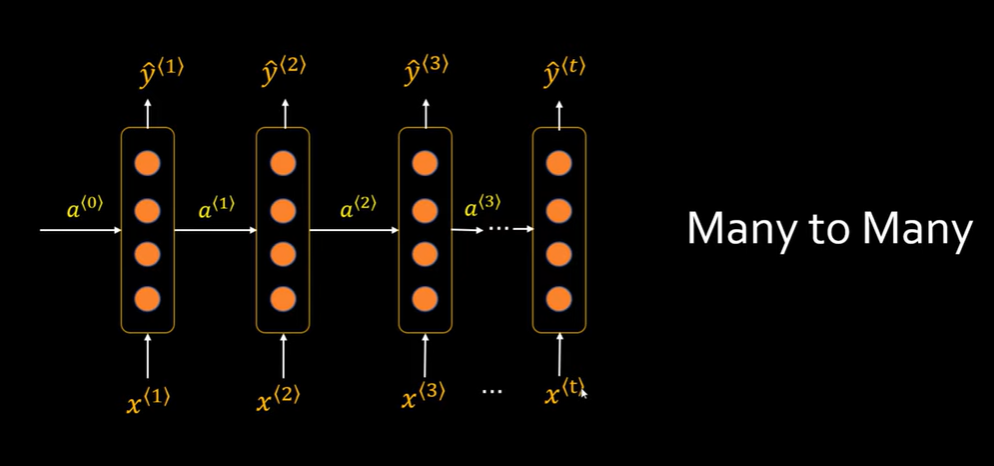 ŷ⟨1⟩ ŷ⟨2⟩ ŷ⟨3⟩ ŷ⟨t⟩
a⟨0⟩ a⟨1⟩ a⟨2⟩ a⟨3⟩ ...
Many to Many
x⟨1⟩ x⟨2⟩ x⟨3⟩ ... x⟨t⟩